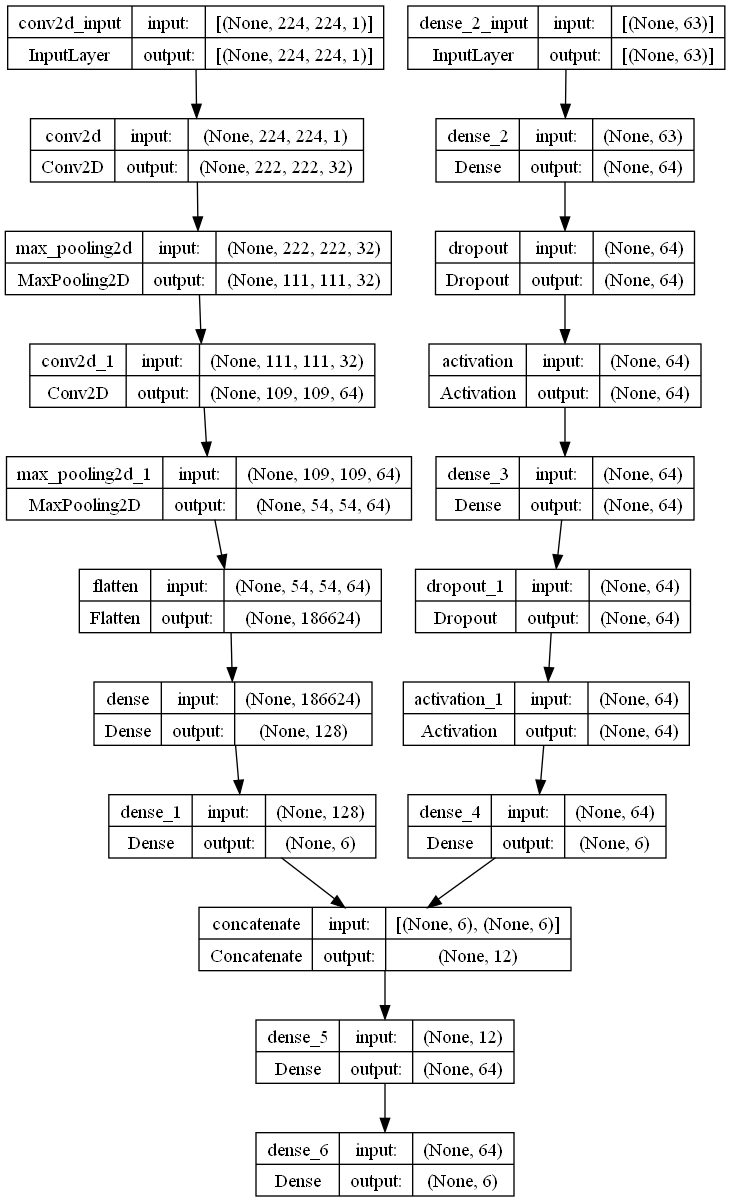 conv2d_input input: [(None, 224, 224, 1)]
InputLayer output: [(None, 224, 224, 1)]
conv2d input: (None, 224, 224, 1)
Conv2D output: (None, 222, 222, 32)
max_pooling2d input: (None, 222, 222, 32)
MaxPooling2D output: (None, 111, 111, 32)
conv2d_1 input: (None, 111, 111, 32)
Conv2D output: (None, 109, 109, 64)
max_pooling2d_1 input: (None, 109, 109, 64)
MaxPooling2D output: (None, 54, 54, 64)
flatten input: (None, 54, 54, 64)
Flatten output: (None, 186624)
dense input: (None, 186624)
Dense output: (None, 128)
dense_1 input: (None, 128)
Dense output: (None, 6)
dense_2_input input: [(None, 63)]
InputLayer output: [(None, 63)]
dense_2 input: (None, 63)
Dense output: (None, 64)
dropout input: (None, 64)
Dropout output: (None, 64)
activation input: (None, 64)
Activation output: (None, 64)
dense_3 input: (None, 64)
Dense output: (None, 64)
dropout_1 input: (None, 64)
Dropout output: (None, 64)
activation_1 input: (None, 64)
Activation output: (None, 64)
dense_4 input: (None, 64)
Dense output: (None, 6)
concatenate input: [(None, 6), (None, 6)]
Concatenate output: (None, 12)
dense_5 input: (None, 12)
Dense output: (None, 64)
dense_6 input: (None, 64)
Dense output: (None, 6)